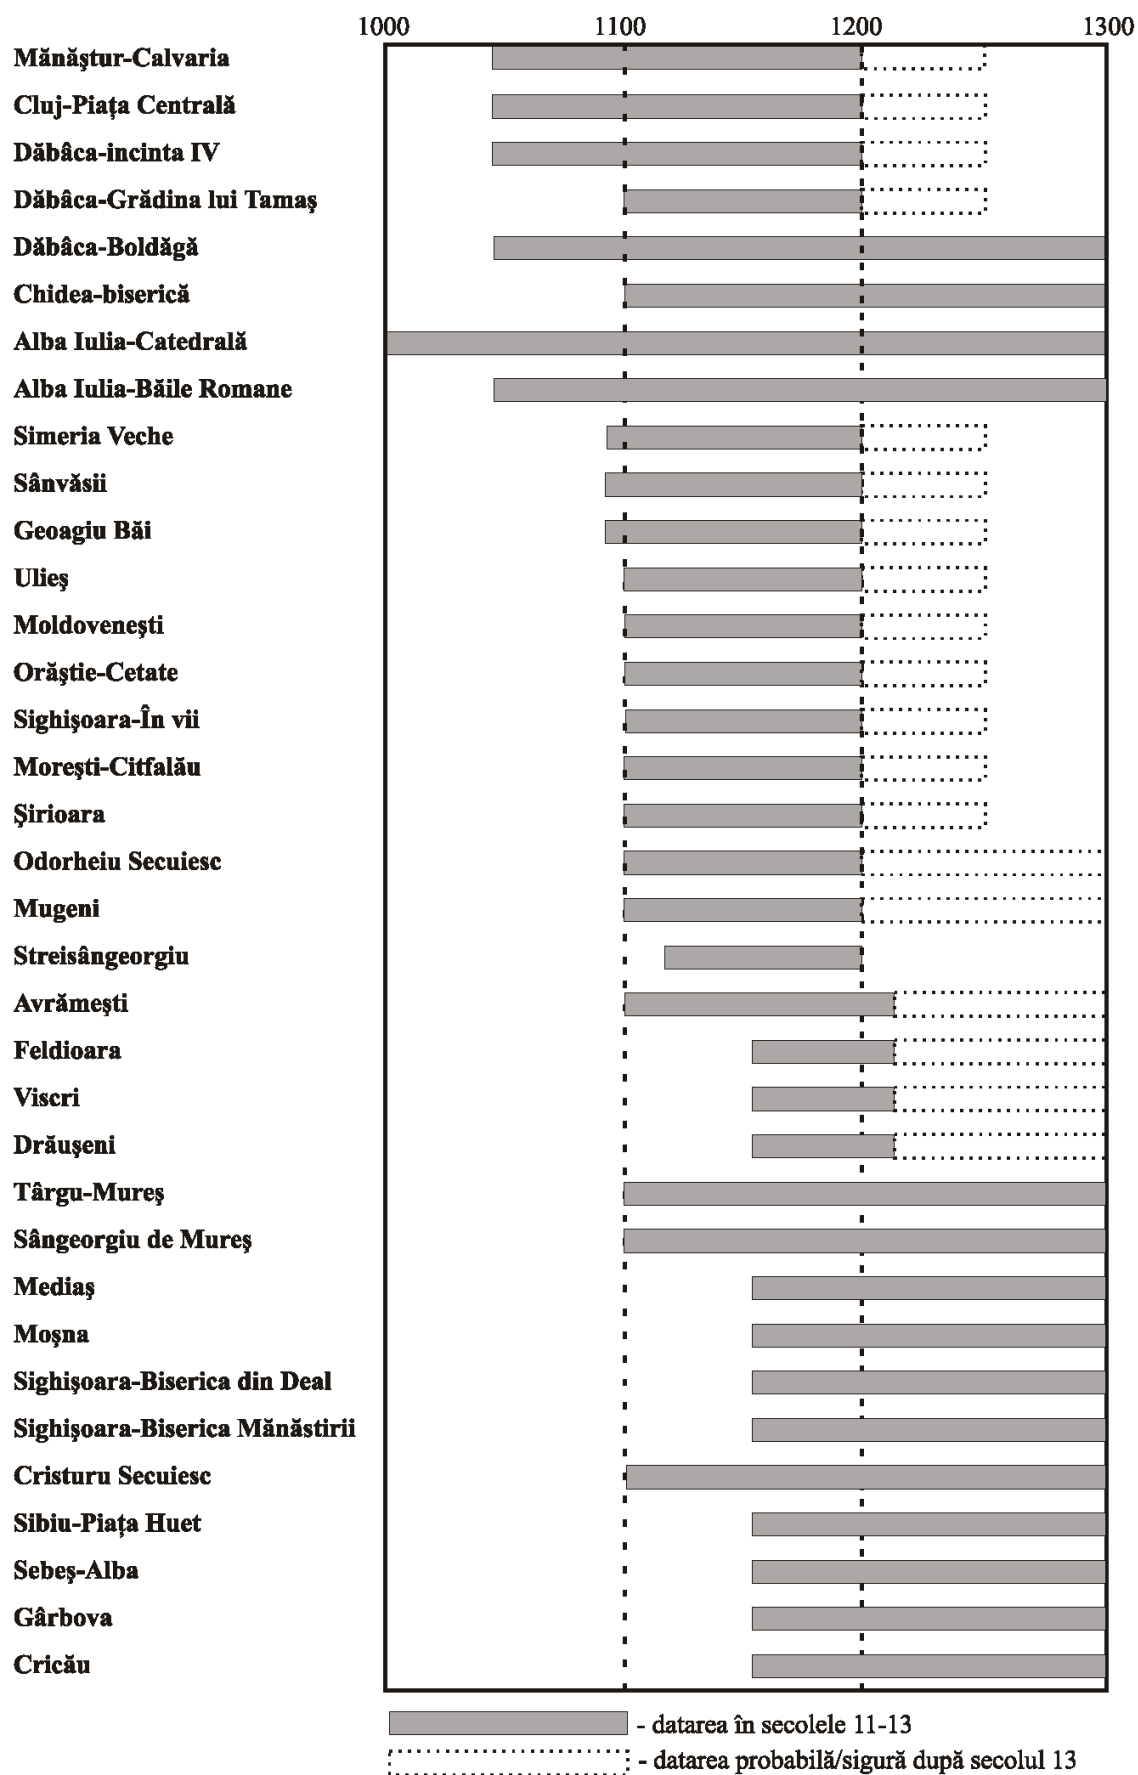 1000 1100 1200 1300
Mănăştur-Calvaria
Cluj-Piaţa Centrală
Dăbâca-incinta IV
Dăbâca-Grădina lui Tamaş
Dăbâca-Boldăgă
Chidea-biserică
Alba Iulia-Catedrală
Alba Iulia-Băile Romane
Simeria Veche
Sânvăsii
Geoagiu Băi
Ulieş
Moldoveneşti
Orăştie-Cetate
Sighişoara-În vii
Moreşti-Citfalău
Şirioara
Odorheiu Secuiesc
Mugeni
Streisângeorgiu
Avrămeşti
Feldioara
Viscri
Drăuşeni
Târgu-Mureş
Sângeorgiu de Mureş
Mediaş
Moşna
Sighişoara-Biserica din Deal
Sighişoara-Biserica Mănăstirii
Cristuru Secuiesc
Sibiu-Piaţa Huet
Sebeş-Alba
Gârbova
Cricău
- datarea în secolele 11-13
- datarea probabilă/sigură după secolul 13